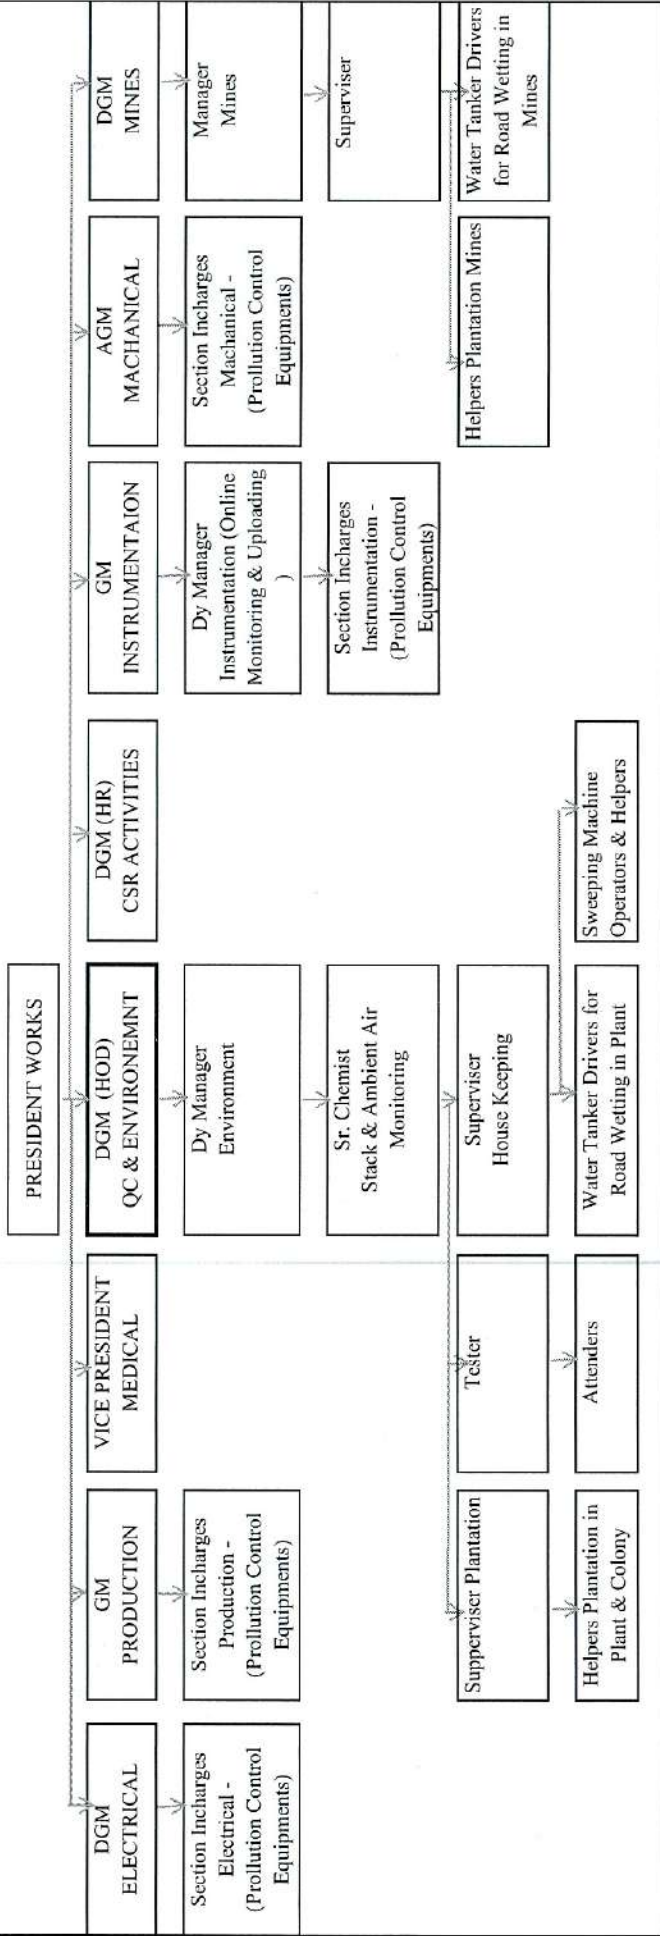 PRESIDENT WORKS
DGM
ELECTRICAL
GM
PRODUCTION
VICE PRESIDENT
MEDICAL
DGM (HOD)
QC & ENVIRONEMNT
DGM (HR)
CSR ACTIVITIES
GM
INSTRUMENTAION
AGM
MACHANICAL
DGM
MINES
Section Incharges
Electrical -
(Prollution Control
Equipments)
Section Incharges
Production -
(Prollution Control
Equipments)
Dy Manager
Environment
Dy Manager
Instrumentation (Online
Monitoring & Uploading
)
Section Incharges
Machanical -
(Prollution Control
Equipments)
Manager
Mines
Sr. Chemist
Stack & Ambient Air
Monitoring
Section Incharges
Instrumentation -
(Prollution Control
Equipments)
Superviser
Supperviser Plantation
Tester
Superviser
House Keeping
Helpers Plantation Mines
Water Tanker Drivers
for Road Wetting in
Mines
Helpers Plantation in
Plant & Colony
Attenders
Water Tanker Drivers for
Road Wetting in Plant
Sweeping Machine
Operators & Helpers